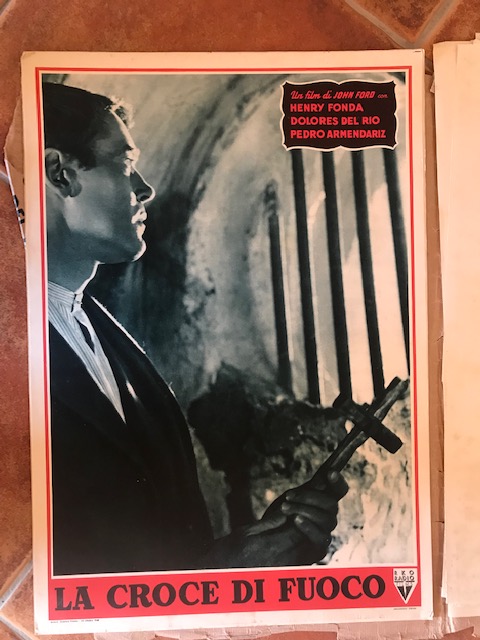 Un film di JOHN FORD con
HENRY FONDA
DOLORES DEL RIO
PEDRO ARMENDARIZ
LA CROCE DI FUOCO
RKO
RADIO